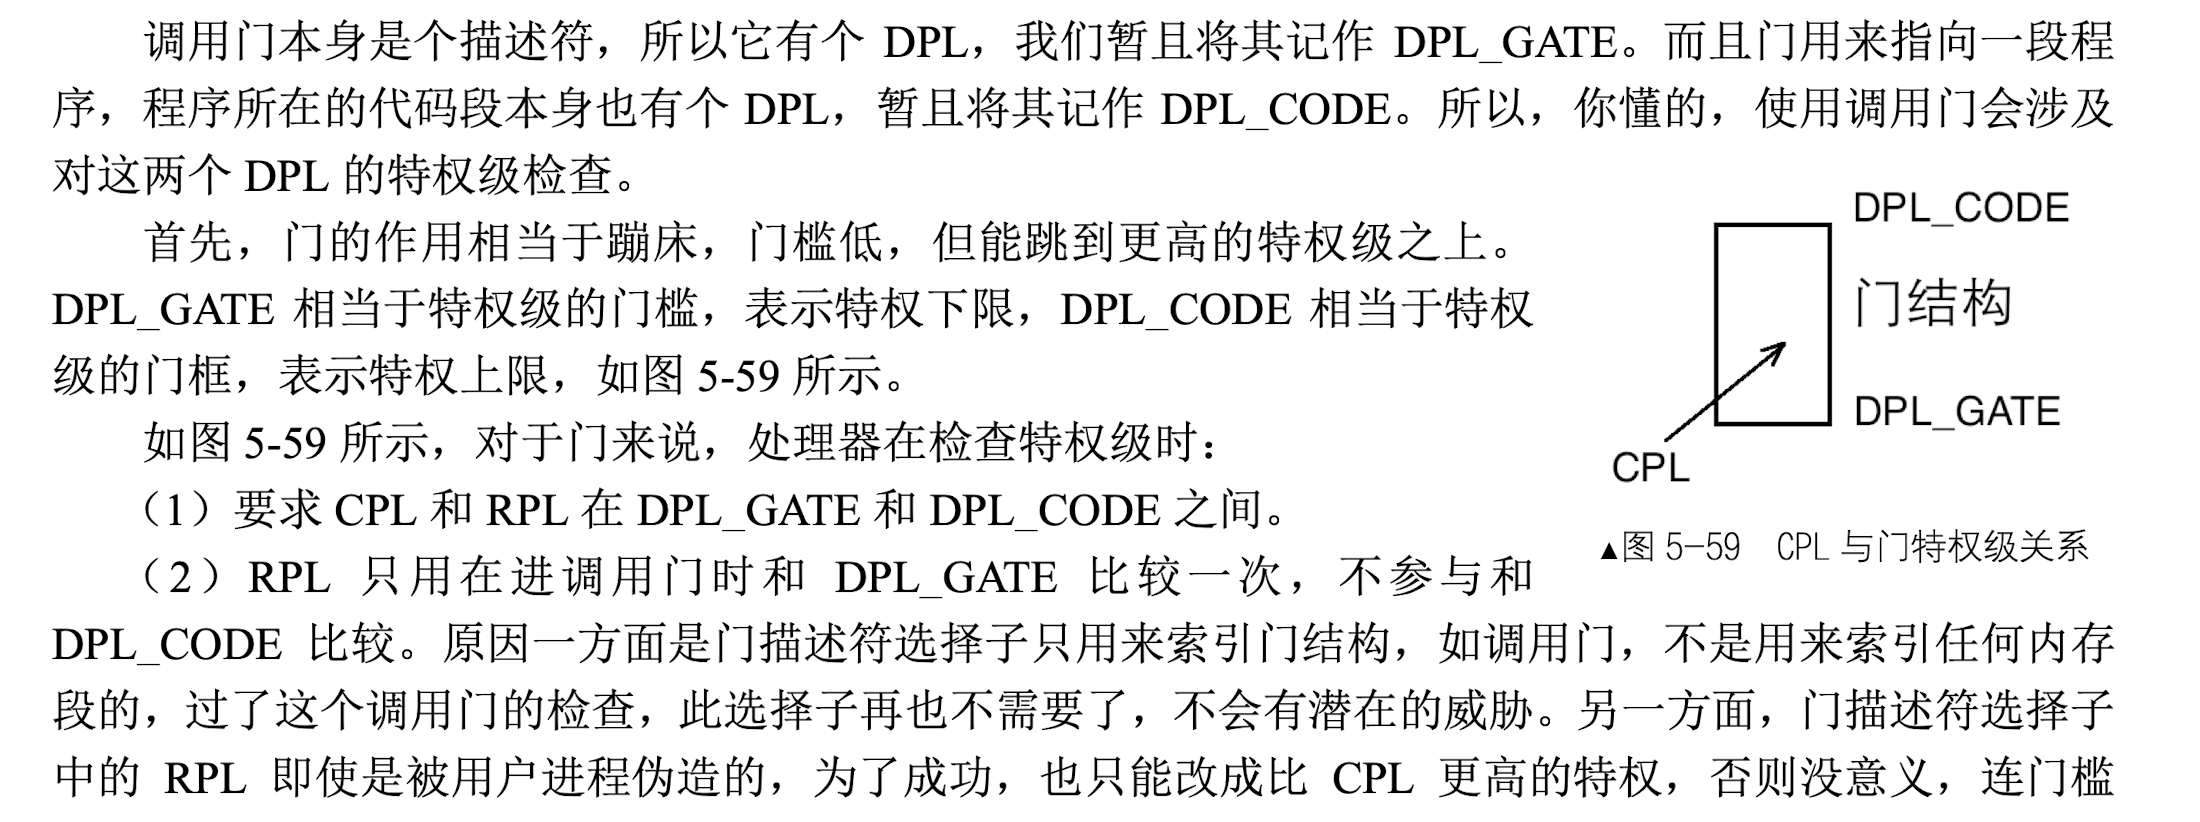 调用门本身是个描述符，所以它有个 DPL，我们暂且将其记作 DPL_GATE。而且门用来指向一段程
序，程序所在的代码段本身也有个 DPL，暂且将其记作 DPL_CODE。所以，你懂的，使用调用门会涉及
对这两个 DPL 的特权级检查。
首先，门的作用相当于蹦床，门槛低，但能跳到更高的特权级之上。
DPL_GATE 相当于特权级的门槛，表示特权下限，DPL_CODE 相当于特权
级的门框，表示特权上限，如图 5-59 所示。
如图 5-59 所示，对于门来说，处理器在检查特权级时：
（1）要求 CPL 和 RPL 在 DPL_GATE 和 DPL_CODE 之间。
（2）RPL 只用在进调用门时和 DPL_GATE 比较一次，不参与和
DPL_CODE
门结构
DPL_GATE
CPL
▲图 5-59 CPL 与门特权级关系
DPL_CODE 比较。原因一方面是门描述符选择子只用来索引门结构，如调用门，不是用来索引任何内存
段的，过了这个调用门的检查，此选择子再也不需要了，不会有潜在的威胁。另一方面，门描述符选择子
中的 RPL 即使是被用户进程伪造的，为了成功，也只能改成比 CPL 更高的特权，否则没意义，连门槛